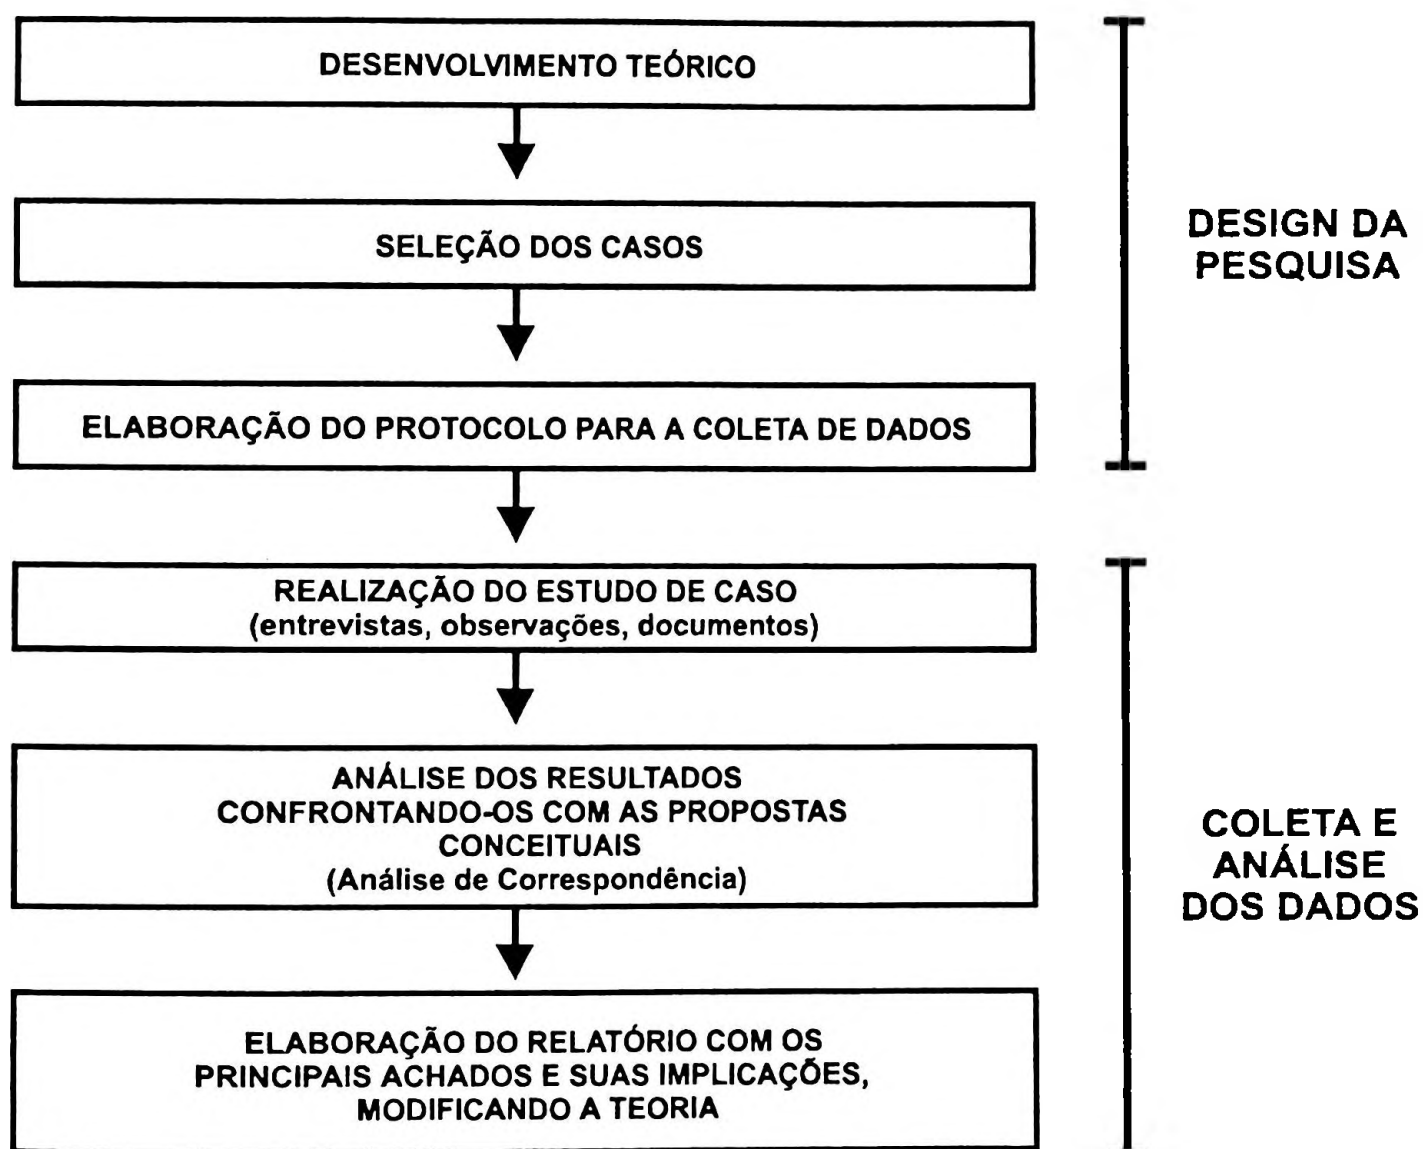 DESENVOLVIMENTO TEÓRICO
SELEÇÃO DOS CASOS
ELABORAÇÃO DO PROTOCOLO PARA A COLETA DE DADOS
DESIGN DA
PESQUISA
REALIZAÇÃO DO ESTUDO DE CASO
(entrevistas, observações, documentos)
ANÁLISE DOS RESULTADOS
CONFRONTANDO-OS COM AS PROPOSTAS
CONCEITUAIS
(Análise de Correspondência)
ELABORAÇÃO DO RELATÓRIO COM OS
PRINCIPAIS ACHADOS E SUAS IMPLICAÇÕES,
MODIFICANDO A TEORIA
COLETA E
ANÁLISE
DOS DADOS